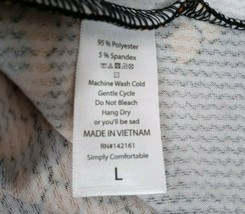 95 % Polyester
5 % Spandex
Machine Wash Cold
Gentle Cycle
Do Not Bleach
Hang Dry
or you'll be sad
MADE IN VIETNAM
RN#142161
Simply Comfortable
L